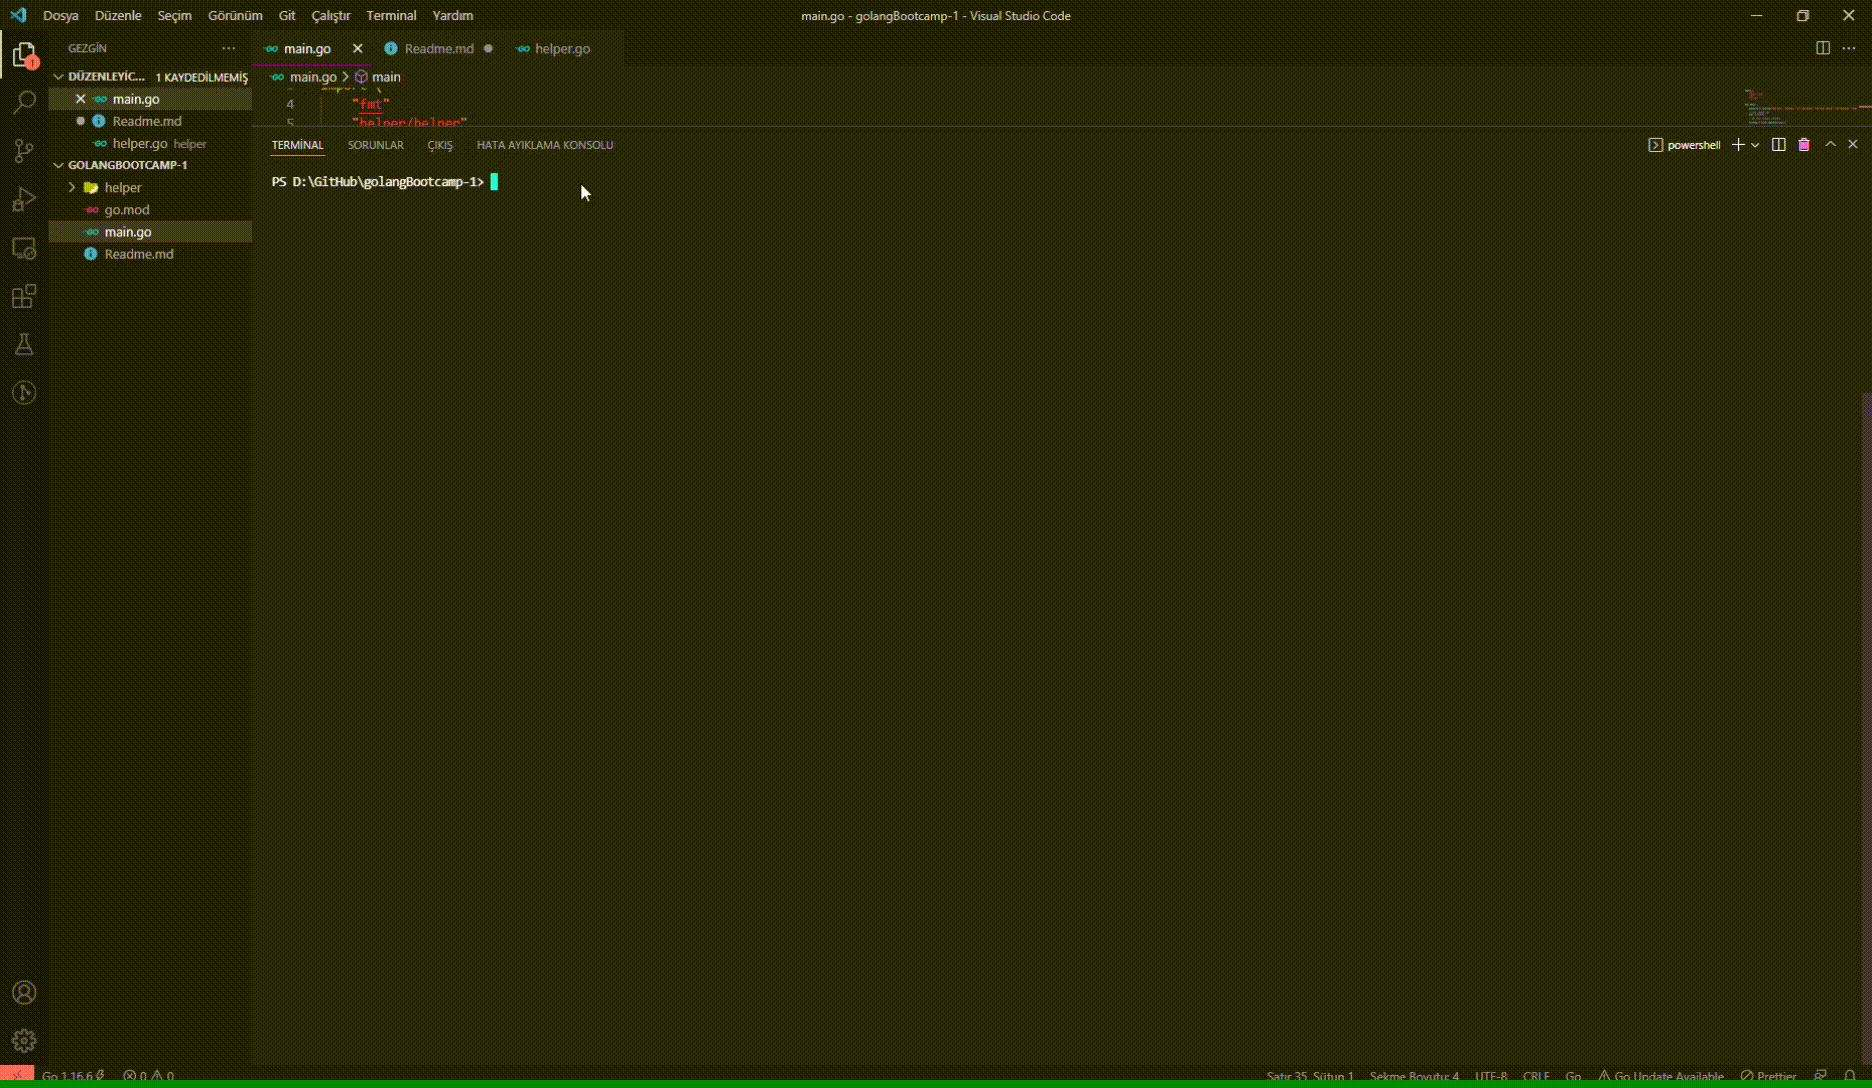 Dosya Düzenle Seçim Görünüm Git Çalıştır Terminal Yardım
main.go - golangBootcamp-1 - Visual Studio Code
GEZGİN
DÜZENLEYİC... 1 KAYDEDİLMEMİŞ
main.go
Readme.md
helper.go helper
GOLANGBOOTCAMP-1
helper
go.mod
main.go
Readme.md
1
main.go Readme.md helper.go
main.go > main
import (
4 "fmt"
5 "helper/helper"
TERMİNAL SORUNLAR ÇIKIŞ HATA AYIKLAMA KONSOLU
powershell
PS D:\GitHub\golangBootcamp-1>
Go 1.16.6 0 0
Satır 35, Sütun 1 Sekme Boyutu: 4 UTF-8 CRLF Go Go Update Available Prettier